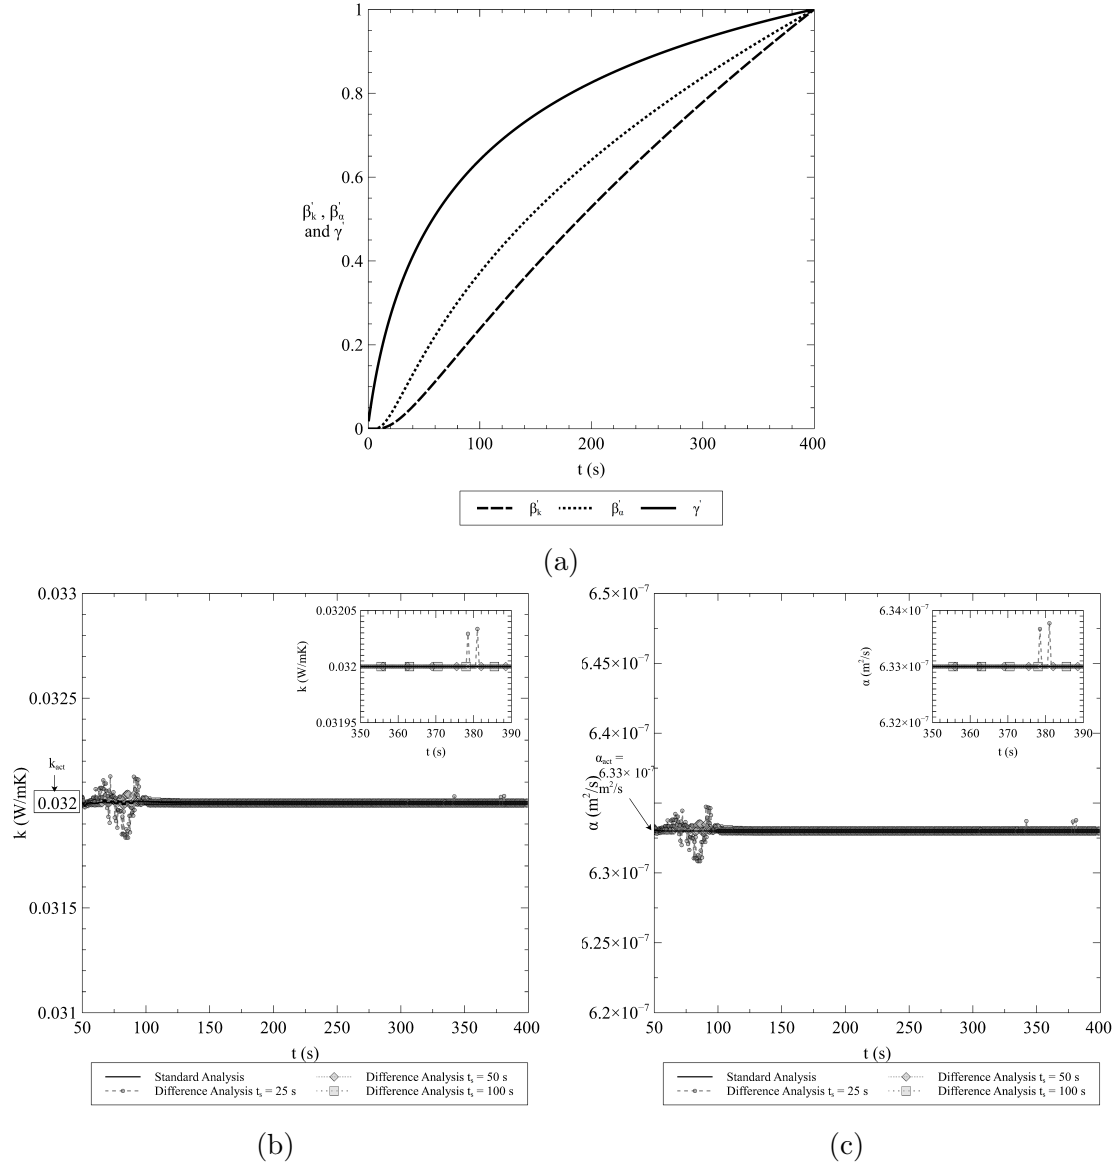 1
0.8
0.6
β'k , β'α
and γ'
0.4
0.2
0
0 100 200 300 400
t (s)
β'k β'α γ'
(a)
0.033
0.0325
kact
0.032
k (W/mK)
0.0315
0.031
50 100 150 200 250 300 350 400
t (s)
0.03205
k (W/mK)
0.032
0.03195
350 360 370 380 390
t (s)
Standard Analysis
Difference Analysis ts = 25 s
Difference Analysis ts = 50 s
Difference Analysis ts = 100 s
(b)
6.5×10−7
6.45×10−7
6.4×10−7
αact =
6.33× 10−7
m2/s
α (m2/s)
6.3×10−7
6.25×10−7
6.2×10−7
50 100 150 200 250 300 350 400
t (s)
6.34×10−7
α (m2/s)
6.33×10−7
6.32×10−7
350 360 370 380 390
t (s)
Standard Analysis
Difference Analysis ts = 25 s
Difference Analysis ts = 50 s
Difference Analysis ts = 100 s
(c)